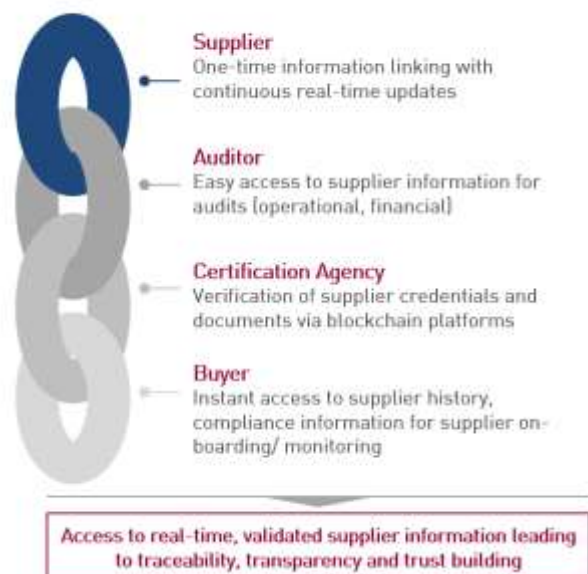 Supplier
One-time information linking with
continuous real-time updates
Auditor
Easy access to supplier information for
audits (operational, financial)
Certification Agency
Verification of supplier credentials and
documents via blockchain platforms
Buyer
Instant access to supplier history,
compliance information for supplier on-
boarding/ monitoring
Access to real-time, validated supplier information leading
to traceability, transparency and trust building